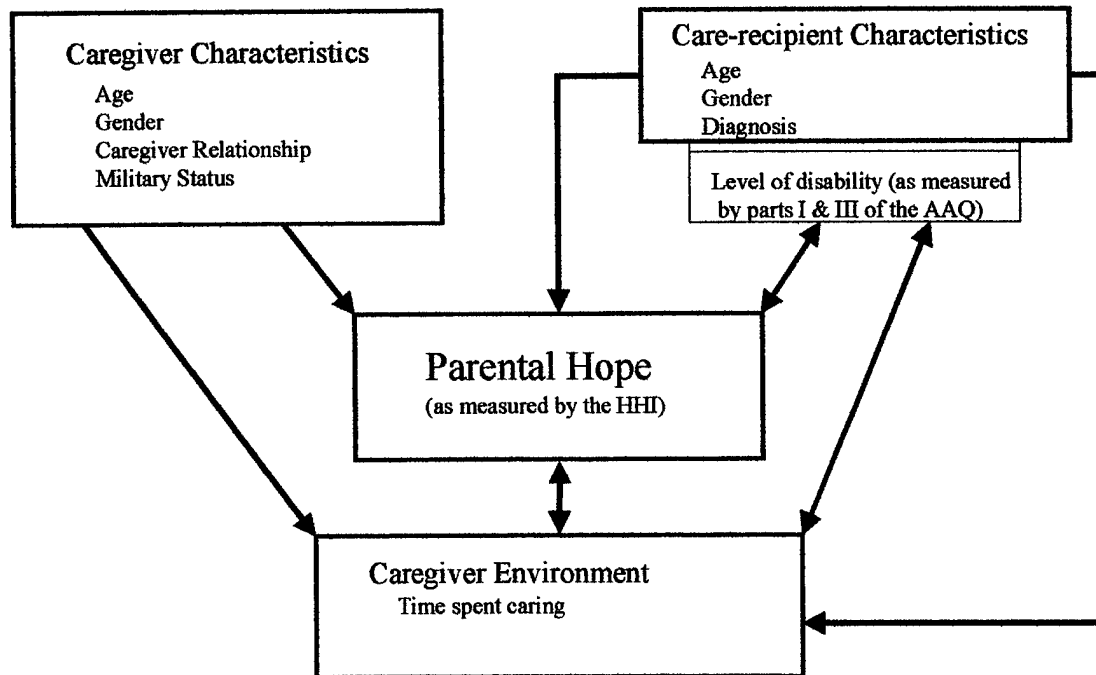 Caregiver Characteristics
Age
Gender
Caregiver Relationship
Military Status
Care-recipient Characteristics
Age
Gender
Diagnosis
Level of disability (as measured
by parts I & III of the AAQ)
Parental Hope
(as measured by the HHI)
Caregiver Environment
Time spent caring